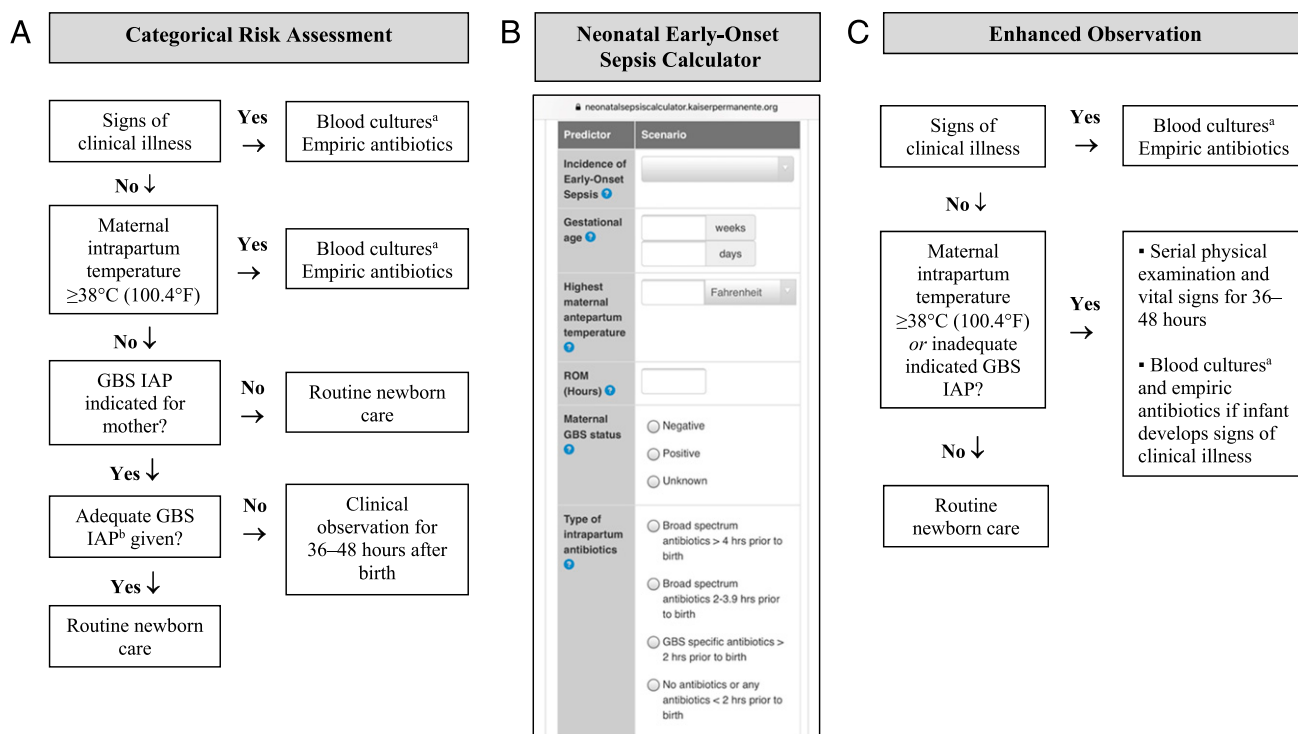 A
Categorical Risk Assessment
Signs of
clinical illness
Yes
→
Blood culturesᵃ
Empiric antibiotics
No ↓
Maternal
intrapartum
temperature
≥38°C (100.4°F)
Yes
→
Blood culturesᵃ
Empiric antibiotics
No ↓
GBS IAP
indicated for
mother?
No
→
Routine newborn
care
Yes ↓
Adequate GBS
IAPᵇ given?
No
→
Clinical
observation for
36–48 hours after
birth
Yes ↓
Routine newborn
care
B
Neonatal Early-Onset
Sepsis Calculator
neonatalsepsiscalculator.kaiserpermanente.org
Predictor
Scenario
Incidence of
Early-Onset
Sepsis ?
Gestational
age ?
weeks
days
Highest
maternal
antepartum
temperature
?
Fahrenheit
ROM
(Hours) ?
Maternal
GBS status
?
Negative
Positive
Unknown
Type of
intrapartum
antibiotics
?
Broad spectrum
antibiotics > 4 hrs prior to
birth
Broad spectrum
antibiotics 2-3.9 hrs prior
to birth
GBS specific antibiotics >
2 hrs prior to birth
No antibiotics or any
antibiotics < 2 hrs prior to
birth
C
Enhanced Observation
Signs of
clinical illness
Yes
→
Blood culturesᵃ
Empiric antibiotics
No ↓
Maternal
intrapartum
temperature
≥38°C (100.4°F)
or inadequate
indicated GBS
IAP?
Yes
→
▪ Serial physical
examination and
vital signs for 36–
48 hours
▪ Blood culturesᵃ
and empiric
antibiotics if infant
develops signs of
clinical illness
No ↓
Routine
newborn care